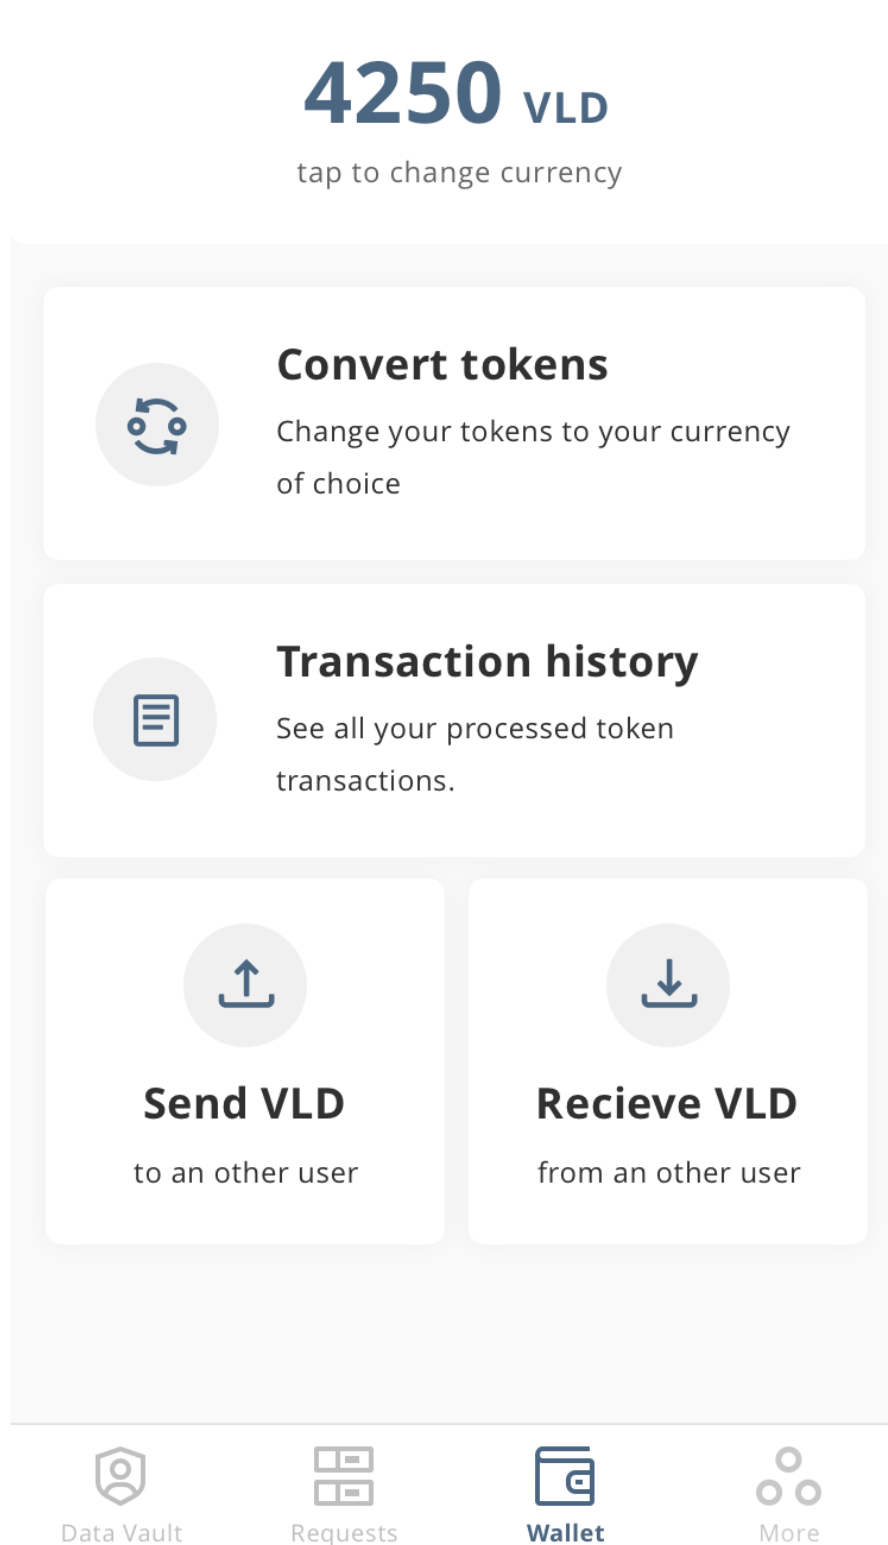 4250 VLD
tap to change currency
Convert tokens
Change your tokens to your currency
of choice
Transaction history
See all your processed token
transactions.
Send VLD
to an other user
Recieve VLD
from an other user
Data Vault
Requests
Wallet
More